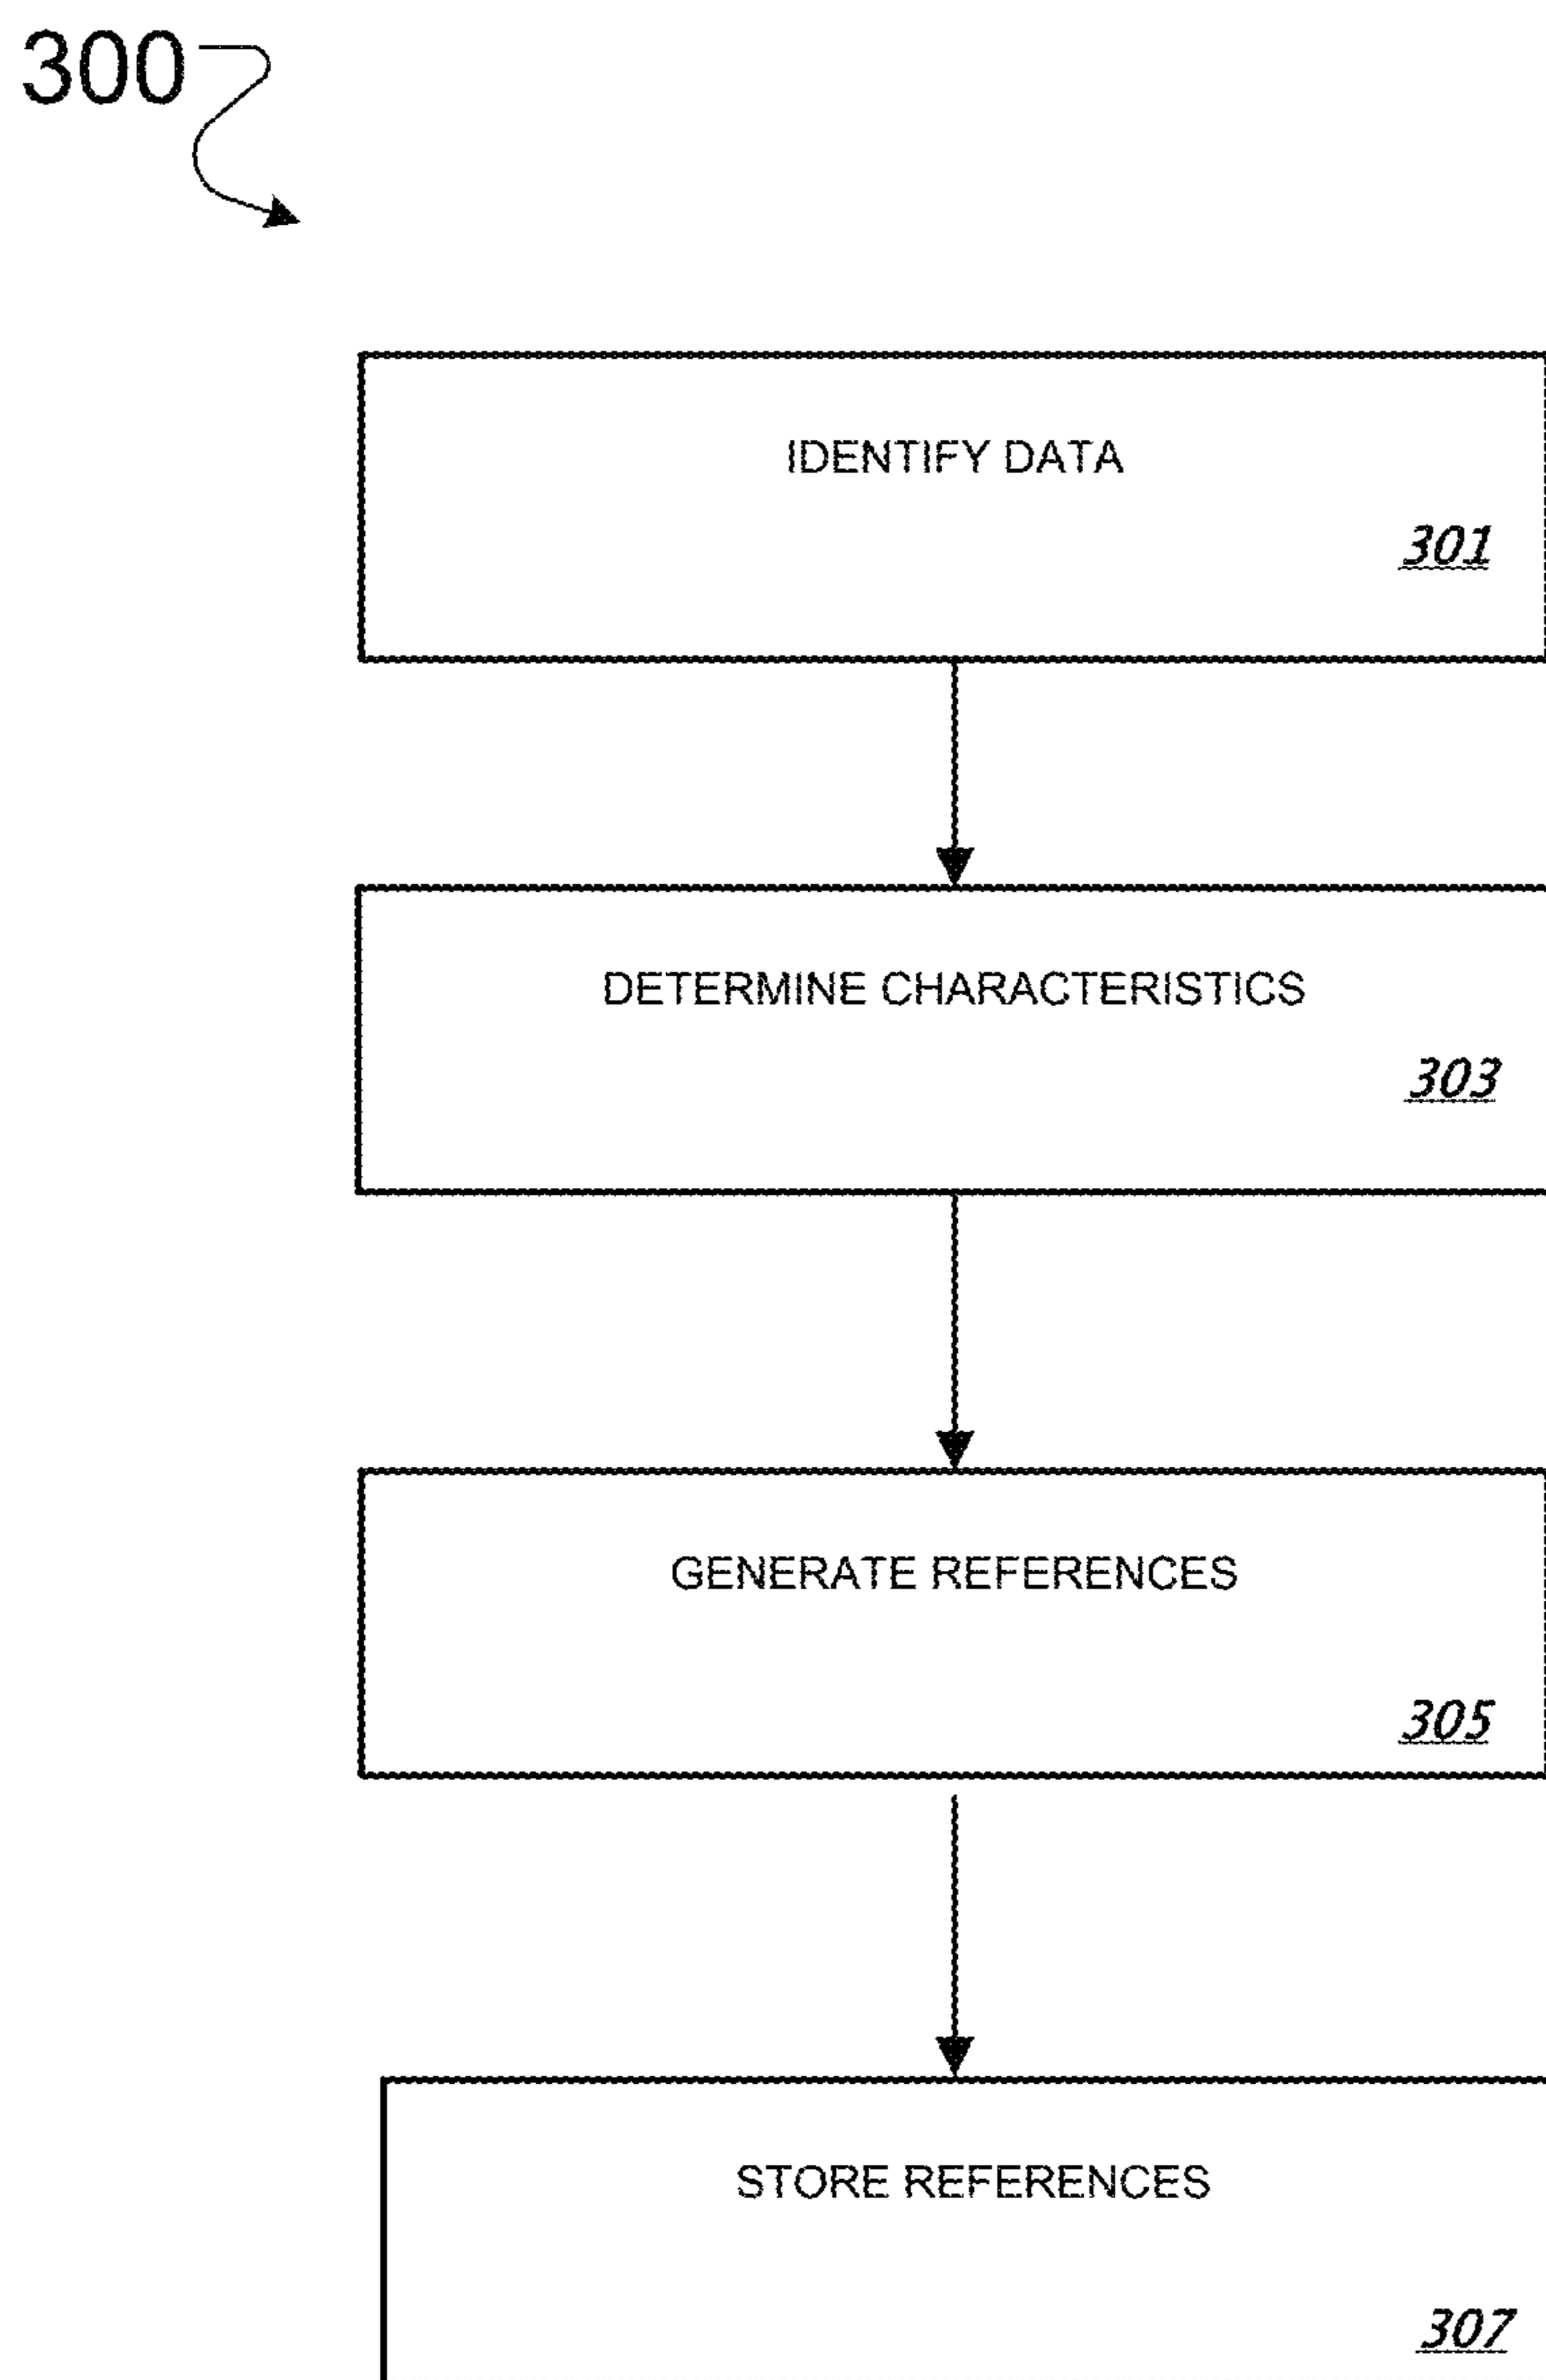 300
IDENTIFY DATA
301
DETERMINE CHARACTERISTICS
303
GENERATE REFERENCES
305
STORE REFERENCES
307